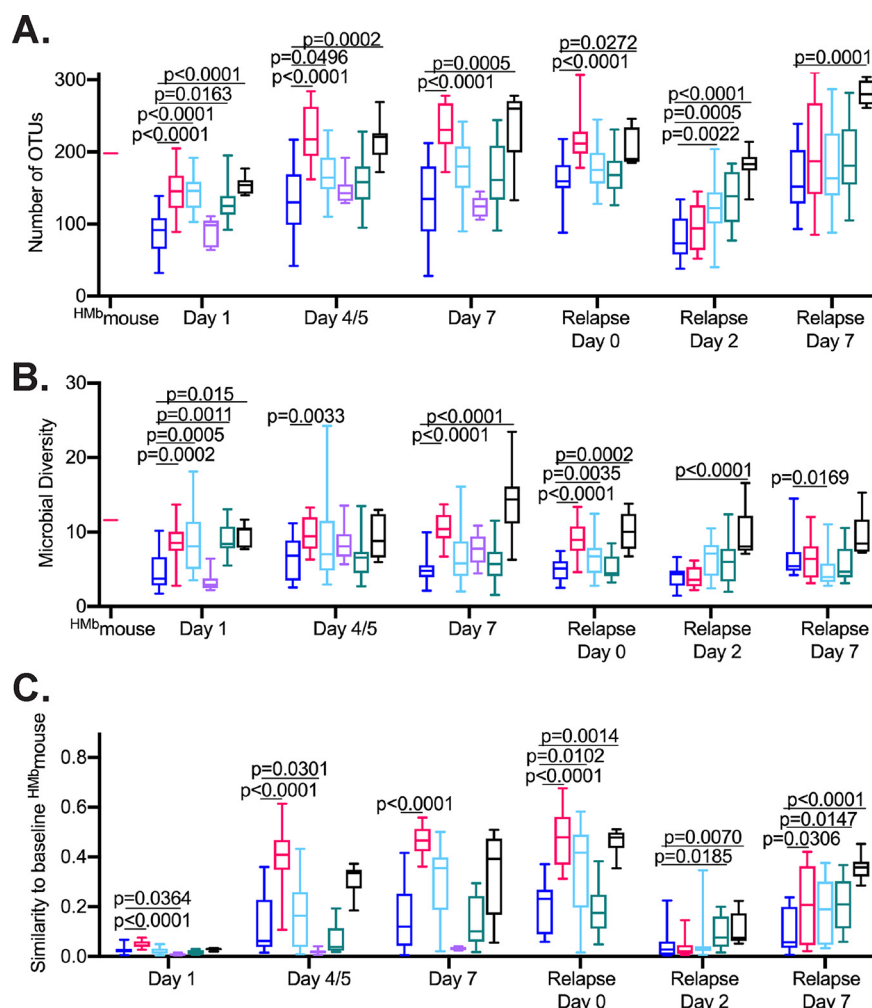 A.
p=0.0002
p=0.0272
p<0.0001
p=0.0496
p=0.0005
p<0.0001
p<0.0001
p=0.0001
p=0.0163
p<0.0001
p<0.0001
p<0.0001
p=0.0005
p<0.0001
p<0.0001
p=0.0022
Number of OTUs
300
200
100
0
HMbmouse
Day 1
Day 4/5
Day 7
Relapse
Day 0
Relapse
Day 2
Relapse
Day 7
B.
p=0.015
p=0.0011
p=0.0005
p=0.0002
p=0.0033
p<0.0001
p<0.0001
p=0.0002
p=0.0035
p<0.0001
p<0.0001
p=0.0169
Microbial Diversity
30
20
10
0
HMbmouse
Day 1
Day 4/5
Day 7
Relapse
Day 0
Relapse
Day 2
Relapse
Day 7
C.
p=0.0364
p<0.0001
p=0.0301
p<0.0001
p<0.0001
p=0.0014
p=0.0102
p<0.0001
p=0.0070
p=0.0185
p<0.0001
p=0.0147
p=0.0306
Similarity to baseline HMbmouse
0.8
0.6
0.4
0.2
0.0
Day 1
Day 4/5
Day 7
Relapse
Day 0
Relapse
Day 2
Relapse
Day 7